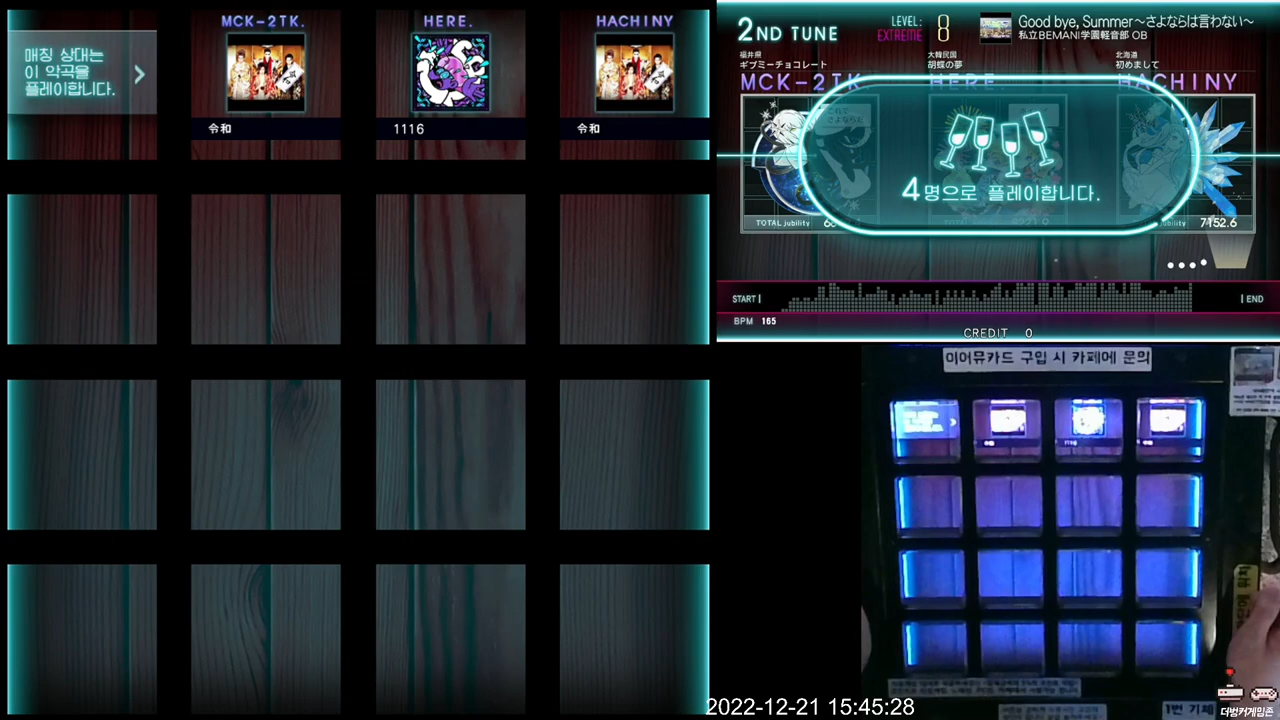 MCK-2TK.
HERE.
HACHINY
매칭 상대는
이 악곡을
플레이합니다.
令和
1116
令和
2ND TUNE
LEVEL:
EXTREME
8
Good bye, Summer～さよならは言わない～
私立BEMANI学園軽音部 OB
福井県
ギブミーチョコレート
大韓民国
胡蝶の夢
北海道
初めまして
MCK-2TK
HERE.
HACHINY
4명으로 플레이합니다.
TOTAL jubility
jubility
7152.6
START
END
BPM 165
CREDIT 0
이어뮤카드 구입 시 카페에 문의
1번 기체
더벙커게임존
2022-12-21 15:45:28